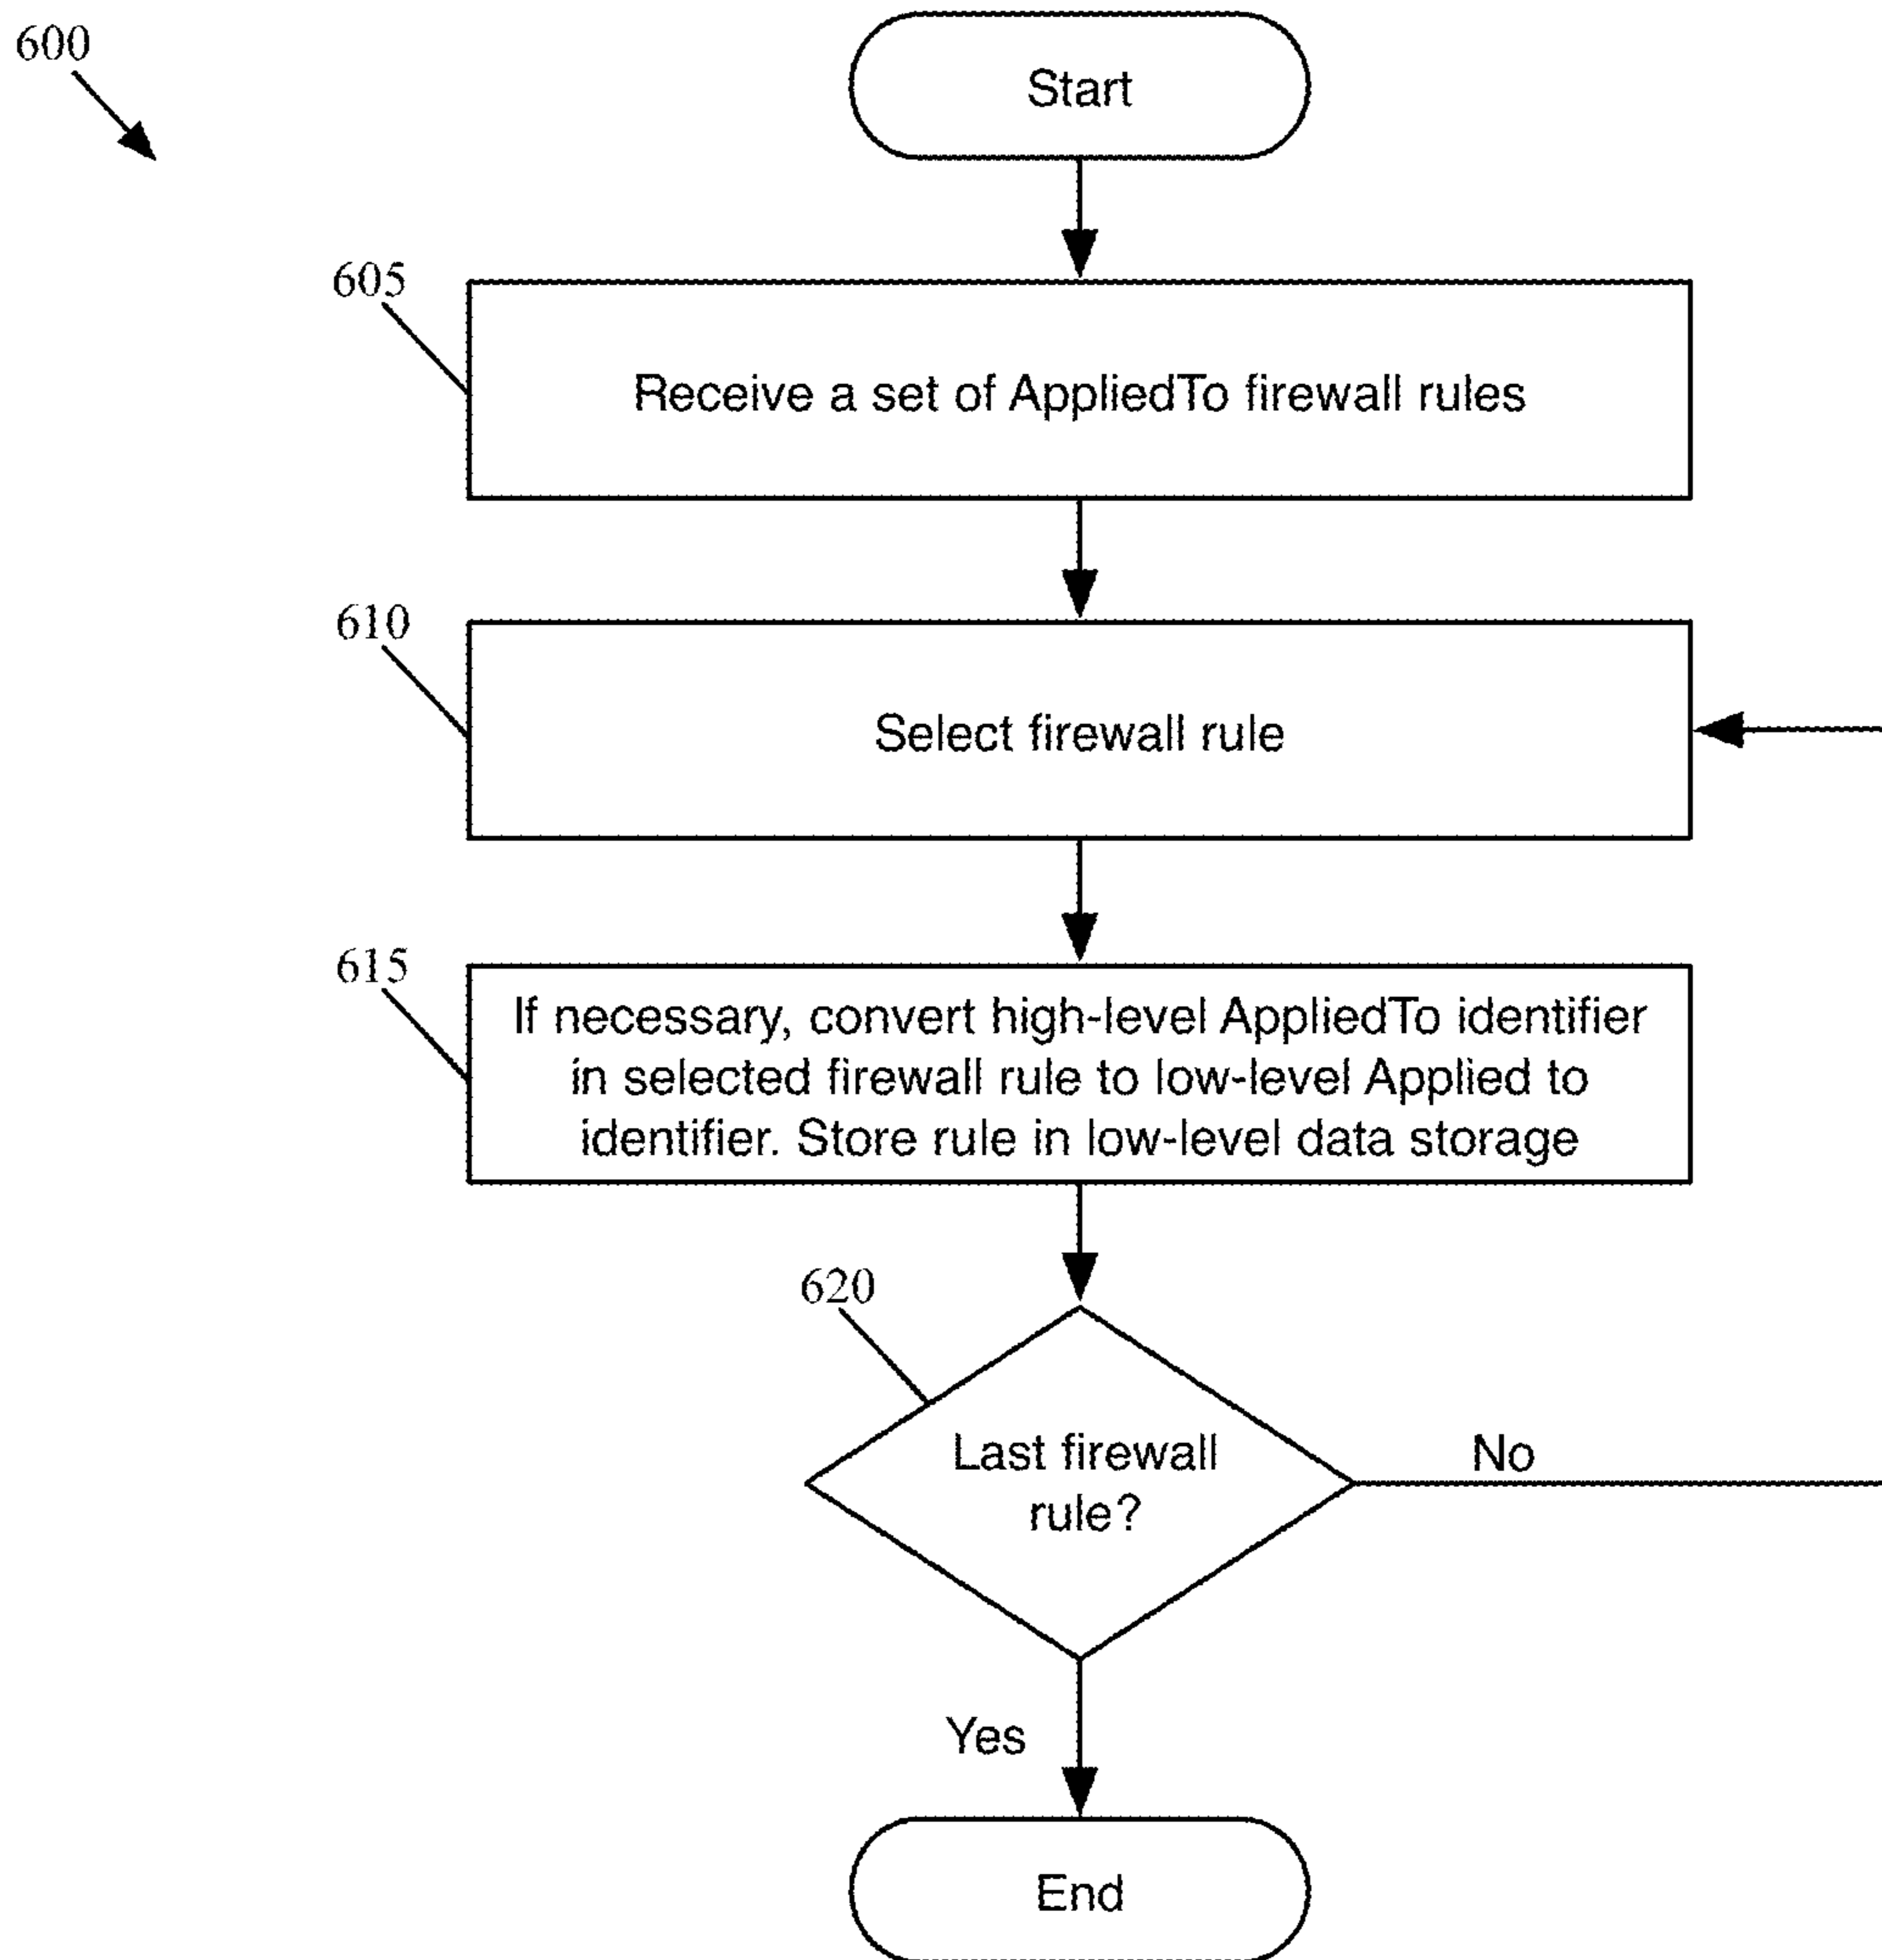 600
Start
605
Receive a set of AppliedTo firewall rules
610
Select firewall rule
615
If necessary, convert high-level AppliedTo identifier
in selected firewall rule to low-level Applied to
identifier. Store rule in low-level data storage
620
Last firewall
rule?
No
Yes
End